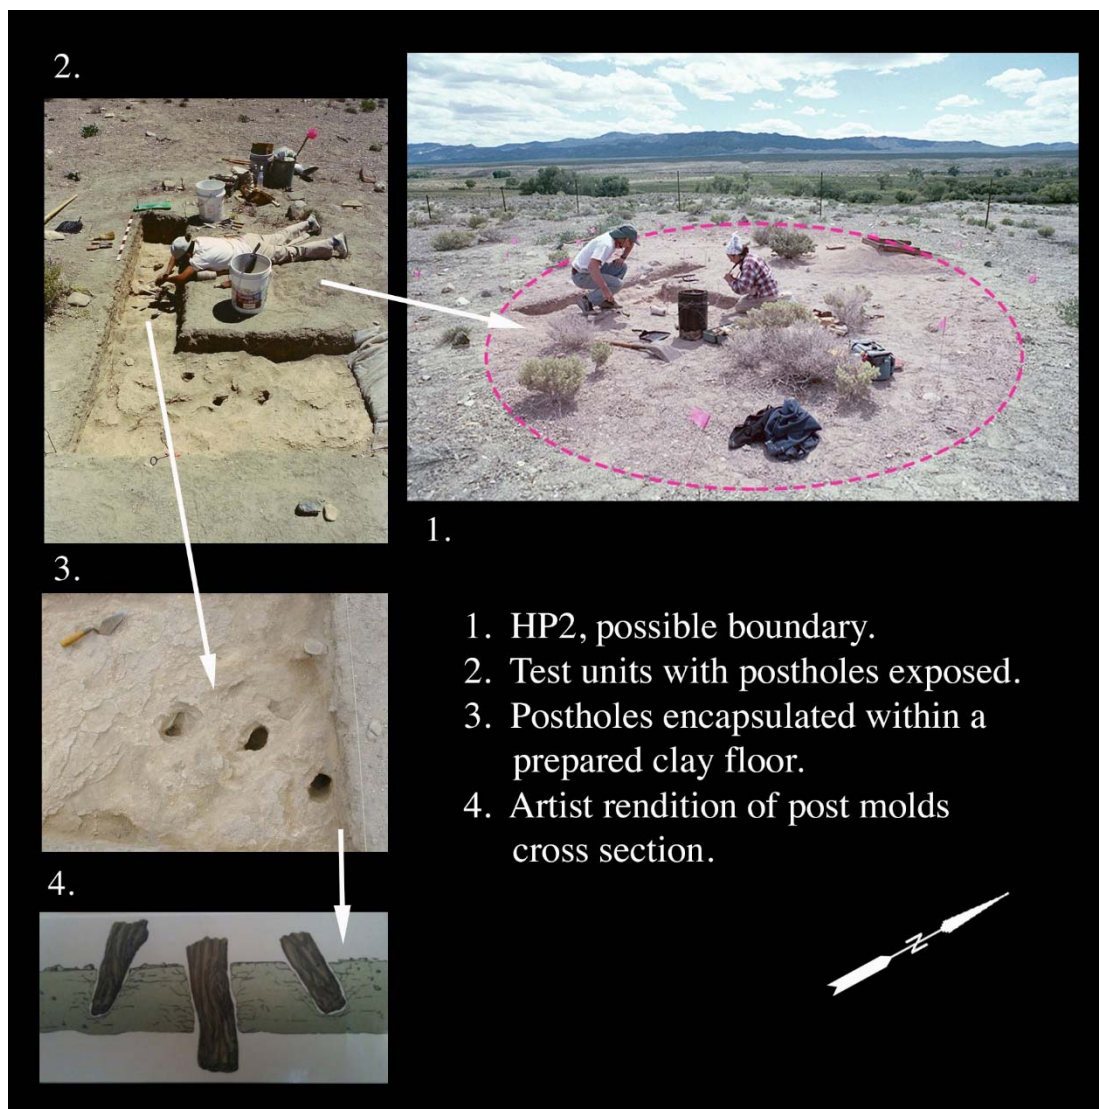 2.
1.
3.
4.
1. HP2, possible boundary.
2. Test units with postholes exposed.
3. Postholes encapsulated within a
prepared clay floor.
4. Artist rendition of post molds
cross section.
N